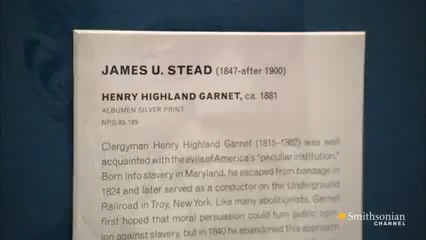 JAMES U. STEAD (1847-after 1900)
HENRY HIGHLAND GARNET, ca. 1881
ALBUMEN SILVER PRINT
NPG.89.189
Clergyman Henry Highland Garnet (1815-1882) was well
acquainted with the evils of America's "peculiar institution."
Born into slavery in Maryland, he escaped from bondage in
1824 and later served as a conductor on the Underground
Railroad in Troy, New York. Like many abolitionists, Garnet
first hoped that moral persuasion could turn public opin-
ion against slavery, but in 1840 he abandoned this approach
Smithsonian
CHANNEL